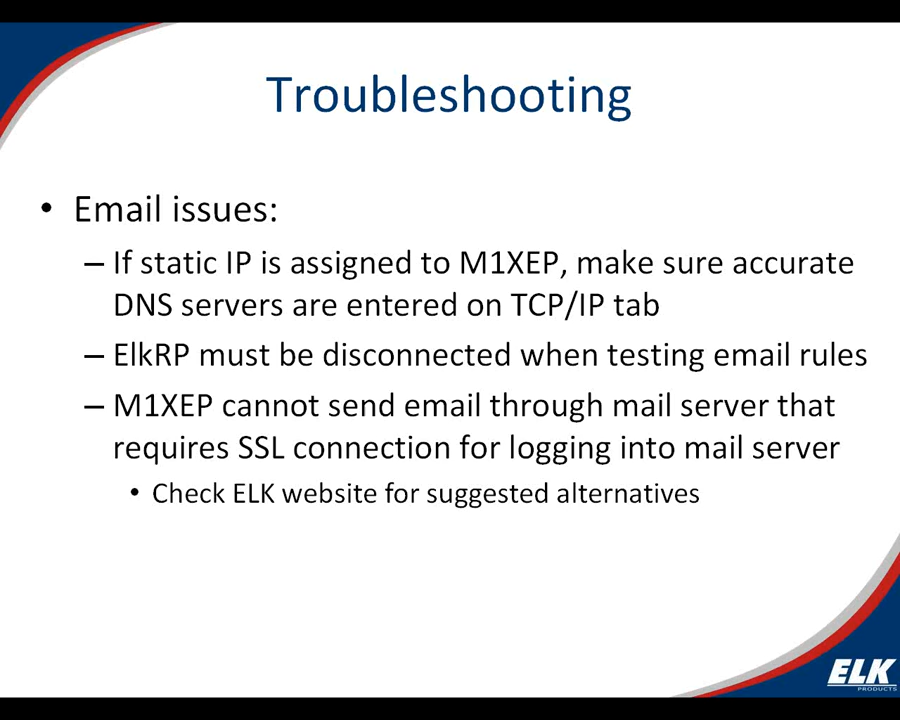 Troubleshooting
• Email issues:
– If static IP is assigned to M1XEP, make sure accurate
DNS servers are entered on TCP/IP tab
– ElkRP must be disconnected when testing email rules
– M1XEP cannot send email through mail server that
requires SSL connection for logging into mail server
• Check ELK website for suggested alternatives
ELK
PRODUCTS